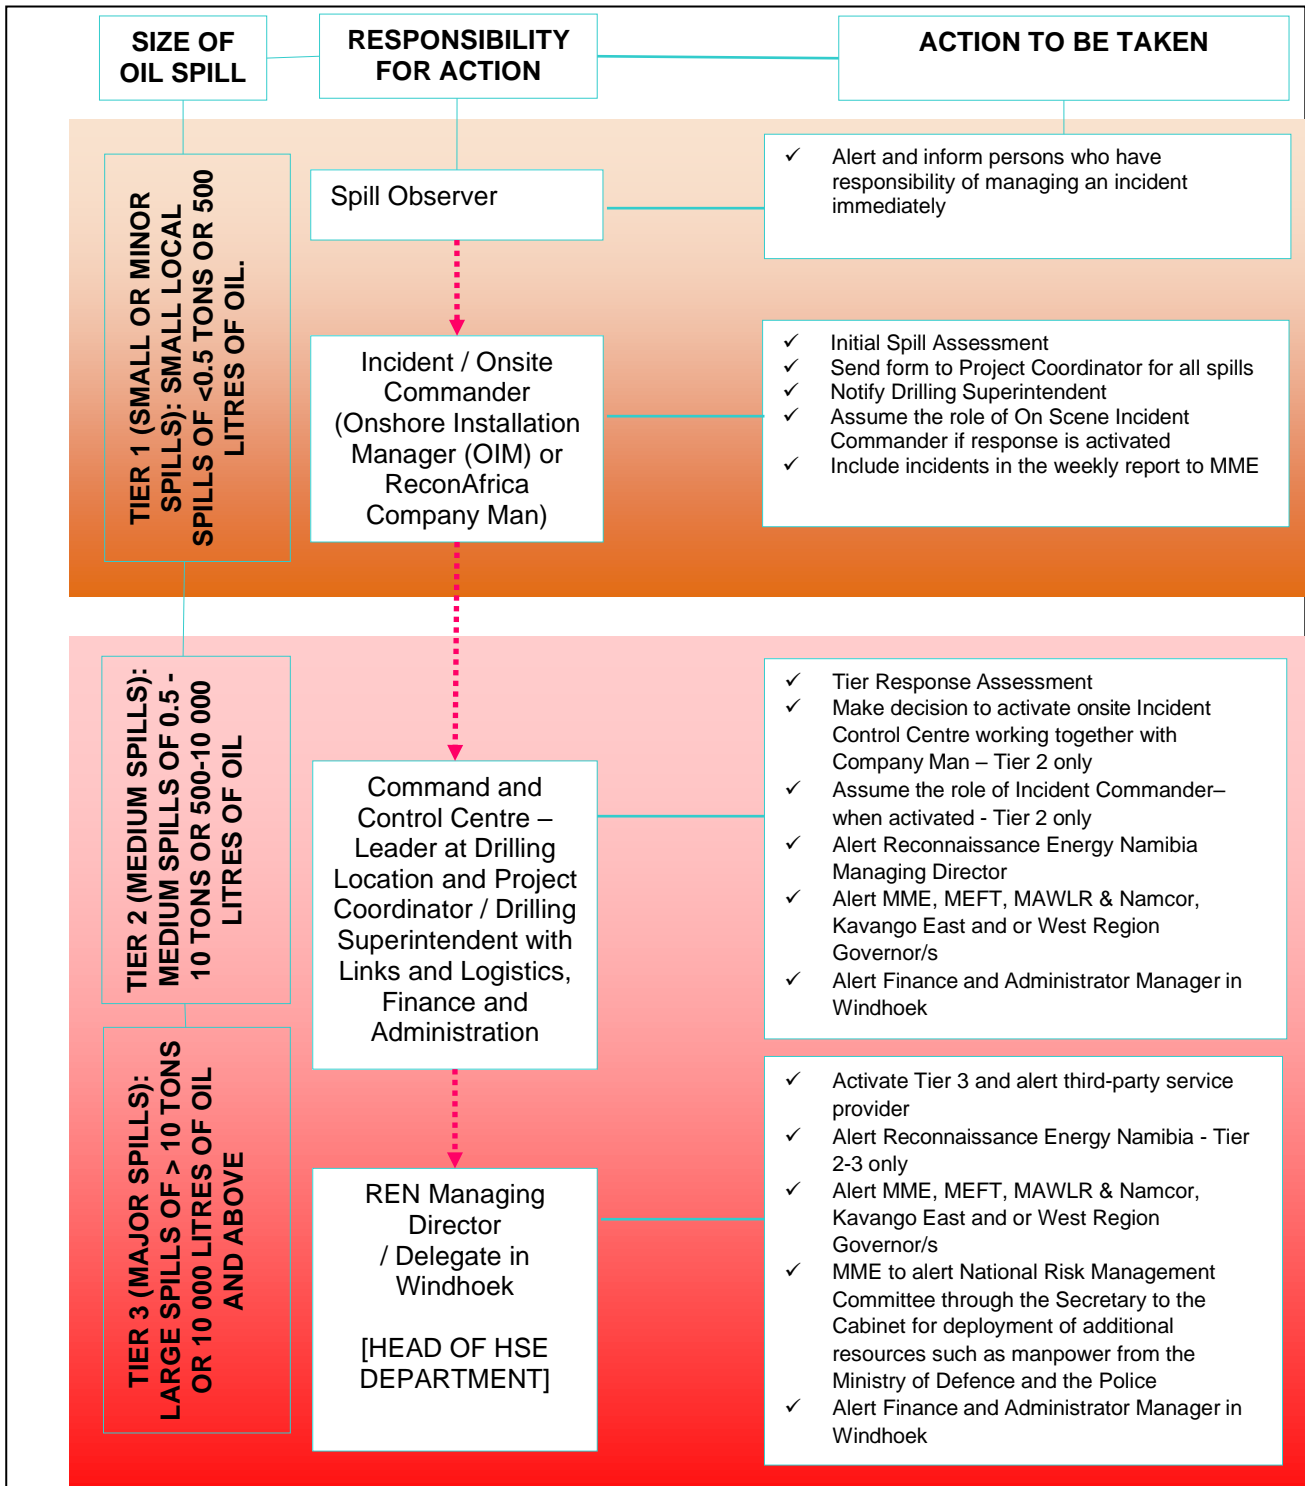 SIZE OF
OIL SPILL
RESPONSIBILITY
FOR ACTION
ACTION TO BE TAKEN
TIER 1 (SMALL OR MINOR
SPILLS): SMALL LOCAL
SPILLS OF <0.5 TONS OR 500
LITRES OF OIL.
Spill Observer
✓ Alert and inform persons who have
responsibility of managing an incident
immediately
Incident / Onsite
Commander
(Onshore Installation
Manager (OIM) or
ReconAfrica
Company Man)
✓ Initial Spill Assessment
✓ Send form to Project Coordinator for all spills
✓ Notify Drilling Superintendent
✓ Assume the role of On Scene Incident
Commander if response is activated
✓ Include incidents in the weekly report to MME
TIER 2 (MEDIUM SPILLS):
MEDIUM SPILLS OF 0.5 -
10 TONS OR 500-10 000
LITRES OF OIL
Command and
Control Centre –
Leader at Drilling
Location and Project
Coordinator / Drilling
Superintendent with
Links and Logistics,
Finance and
Administration
✓ Tier Response Assessment
✓ Make decision to activate onsite Incident
Control Centre working together with
Company Man – Tier 2 only
✓ Assume the role of Incident Commander–
when activated - Tier 2 only
✓ Alert Reconnaissance Energy Namibia
Managing Director
✓ Alert MME, MEFT, MAWLR & Namcor,
Kavango East and or West Region
Governor/s
✓ Alert Finance and Administrator Manager in
Windhoek
TIER 3 (MAJOR SPILLS):
LARGE SPILLS OF > 10 TONS
OR 10 000 LITRES OF OIL
AND ABOVE
REN Managing
Director
/ Delegate in
Windhoek
[HEAD OF HSE
DEPARTMENT]
✓ Activate Tier 3 and alert third-party service
provider
✓ Alert Reconnaissance Energy Namibia - Tier
2-3 only
✓ Alert MME, MEFT, MAWLR & Namcor,
Kavango East and or West Region
Governor/s
✓ MME to alert National Risk Management
Committee through the Secretary to the
Cabinet for deployment of additional
resources such as manpower from the
Ministry of Defence and the Police
✓ Alert Finance and Administrator Manager in
Windhoek